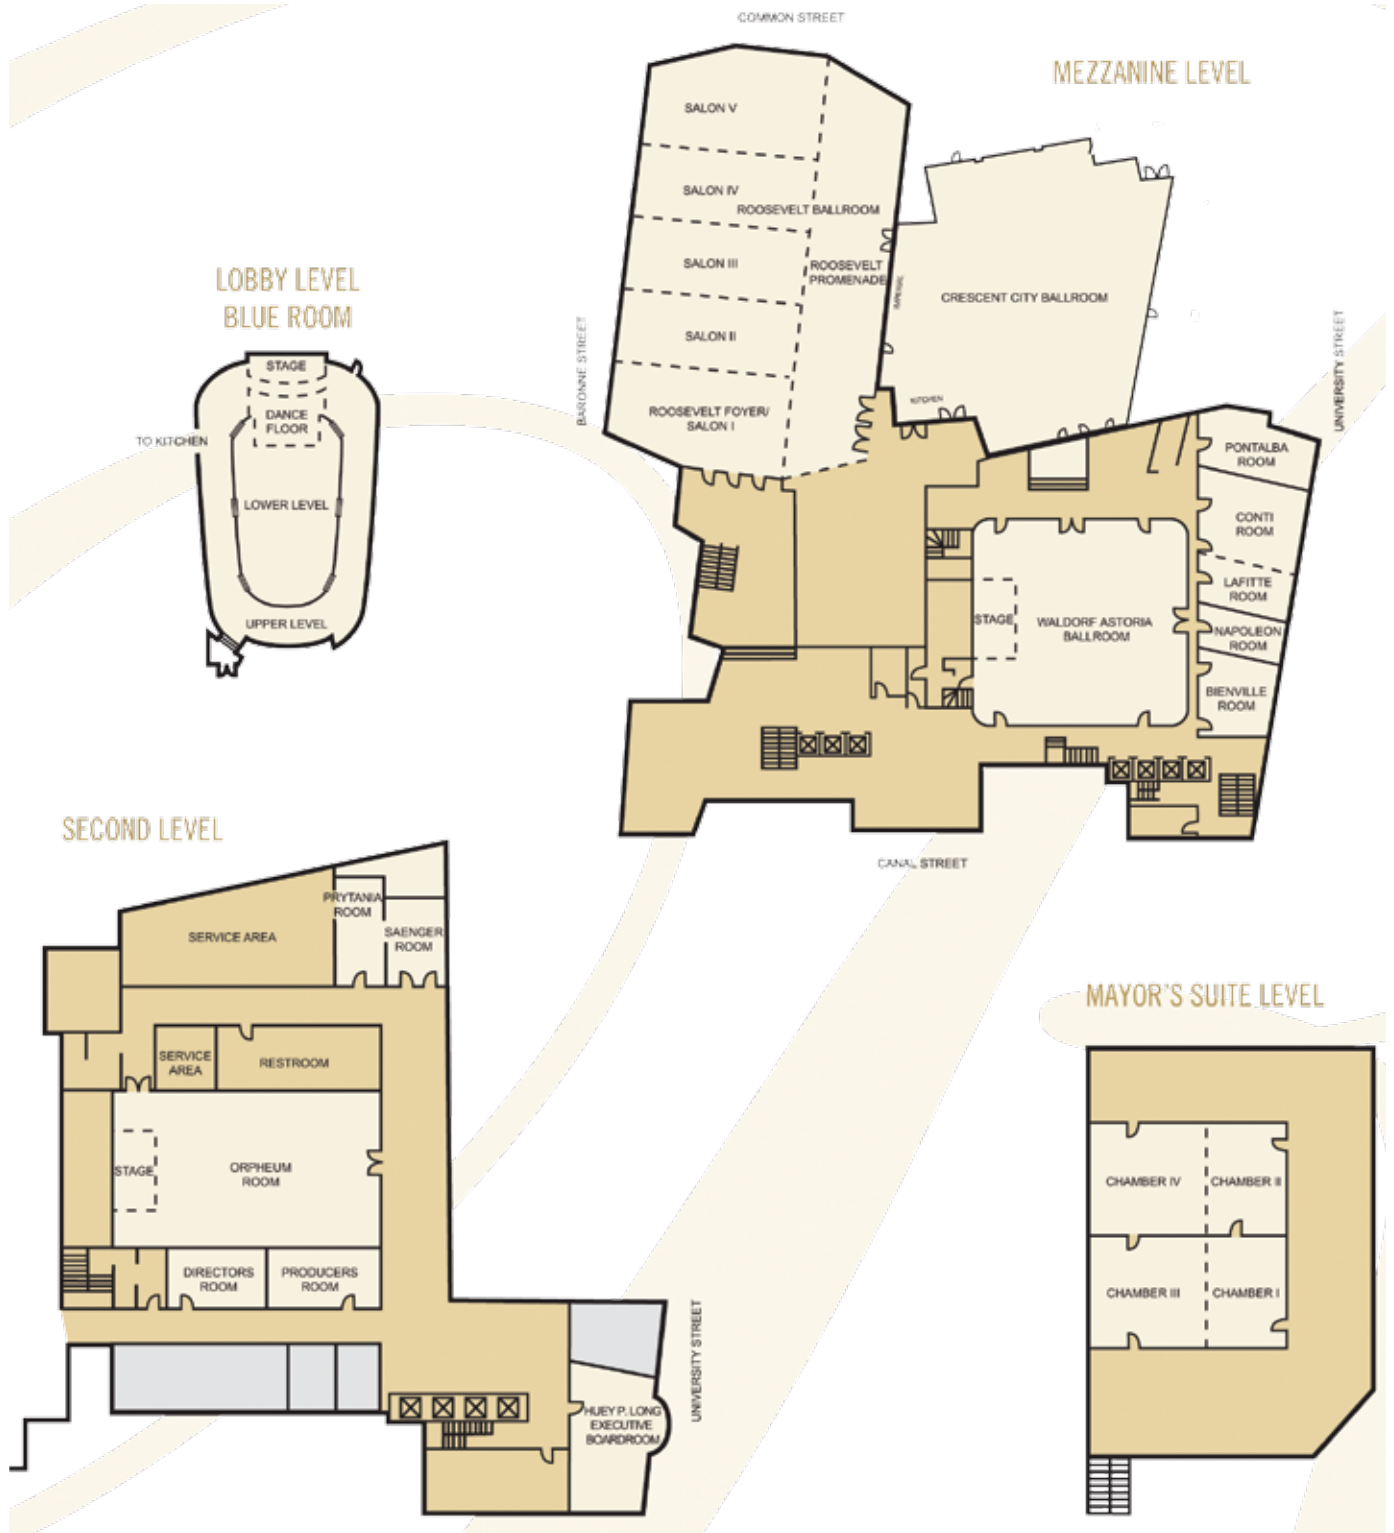 COMMON STREET
MEZZANINE LEVEL
SALON V
SALON IV
ROOSEVELT BALLROOM
SALON III
ROOSEVELT
PROMENADE
IMPERIAL
CRESCENT CITY BALLROOM
SALON II
KITCHEN
ROOSEVELT FOYER/
SALON I
BARONNE STREET
UNIVERSITY STREET
PONTALBA
ROOM
CONTI
ROOM
LAFITTE
ROOM
NAPOLEON
ROOM
BIENVILLE
ROOM
STAGE
WALDORF ASTORIA
BALLROOM
CANAL STREET
LOBBY LEVEL
BLUE ROOM
STAGE
DANCE
FLOOR
TO KITCHEN
LOWER LEVEL
UPPER LEVEL
SECOND LEVEL
PRYTANIA
ROOM
SAENGER
ROOM
SERVICE AREA
SERVICE
AREA
RESTROOM
STAGE
ORPHEUM
ROOM
DIRECTORS
ROOM
PRODUCERS
ROOM
UNIVERSITY STREET
HUEY P. LONG
EXECUTIVE
BOARDROOM
MAYOR'S SUITE LEVEL
CHAMBER IV
CHAMBER II
CHAMBER III
CHAMBER I